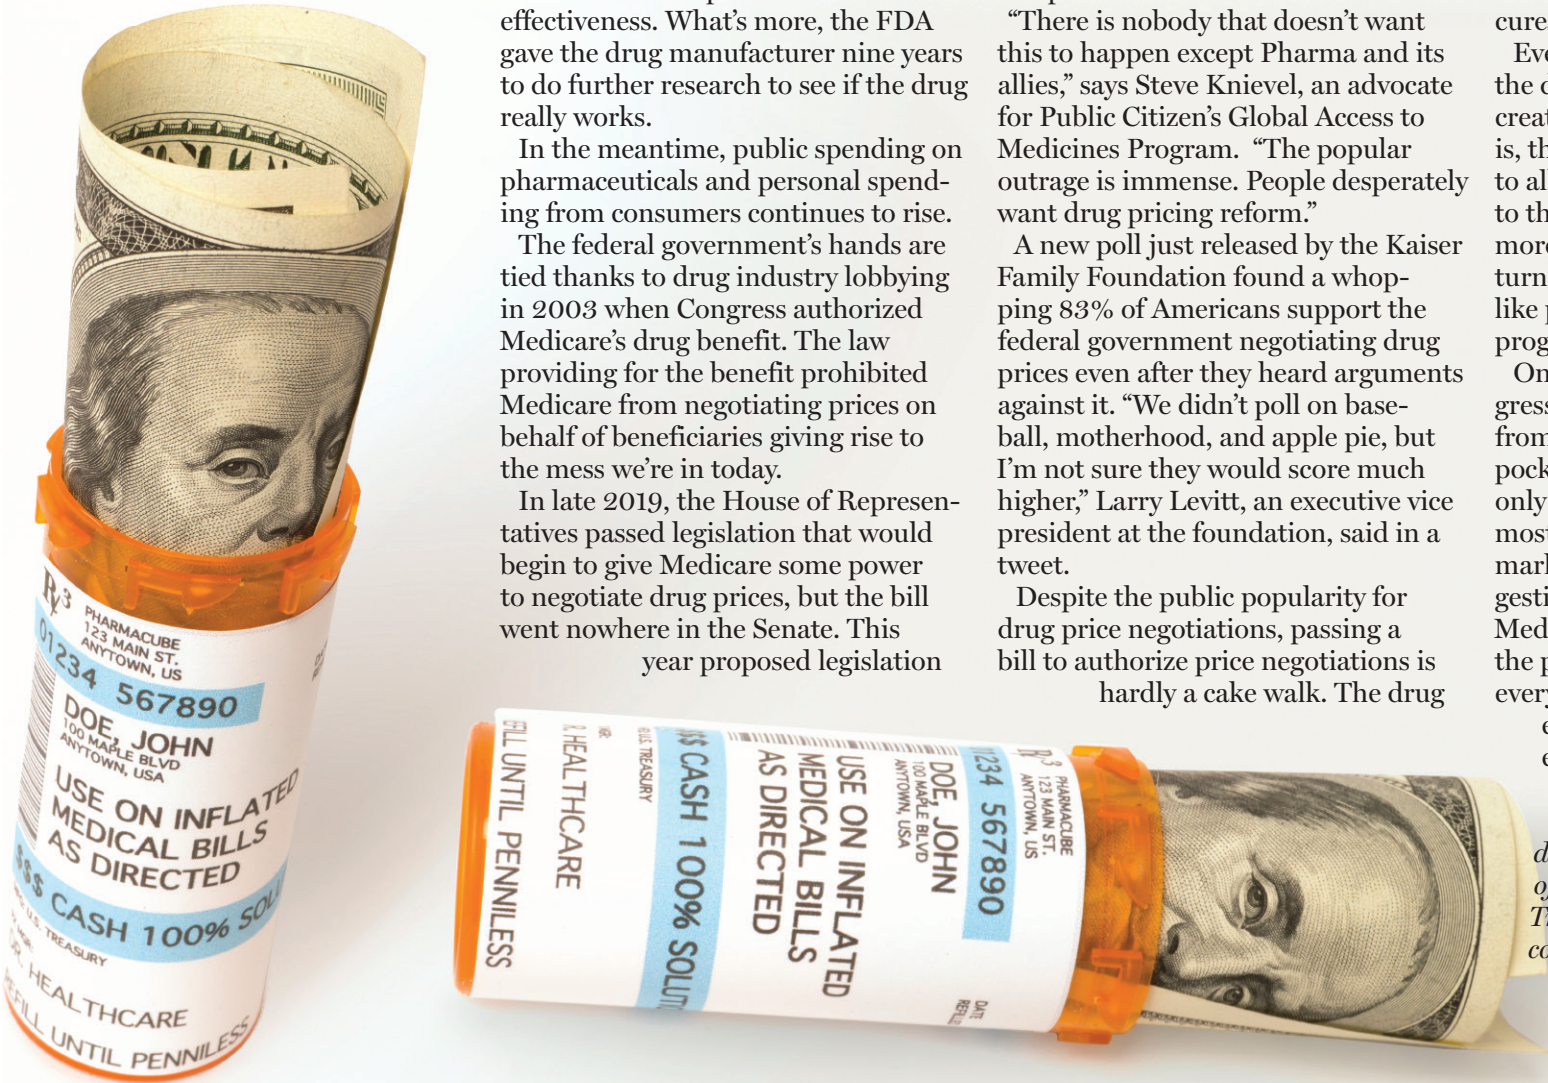 effectiveness. What’s more, the FDA
gave the drug manufacturer nine years
to do further research to see if the drug
really works.
In the meantime, public spending on
pharmaceuticals and personal spend-
ing from consumers continues to rise.
The federal government’s hands are
tied thanks to drug industry lobbying
in 2003 when Congress authorized
Medicare’s drug benefit. The law
providing for the benefit prohibited
Medicare from negotiating prices on
behalf of beneficiaries giving rise to
the mess we’re in today.
In late 2019, the House of Represen-
tatives passed legislation that would
begin to give Medicare some power
to negotiate drug prices, but the bill
went nowhere in the Senate. This
year proposed legislation
“There is nobody that doesn’t want
this to happen except Pharma and its
allies,” says Steve Knievel, an advocate
for Public Citizen’s Global Access to
Medicines Program. “The popular
outrage is immense. People desperately
want drug pricing reform.”
A new poll just released by the Kaiser
Family Foundation found a whop-
ping 83% of Americans support the
federal government negotiating drug
prices even after they heard arguments
against it. “We didn’t poll on base-
ball, motherhood, and apple pie, but
I’m not sure they would score much
higher,” Larry Levitt, an executive vice
president at the foundation, said in a
tweet.
Despite the public popularity for
drug price negotiations, passing a
bill to authorize price negotiations is
hardly a cake walk. The drug
Rx3
PHARMACUBE
123 MAIN ST.
ANYTOWN, US
01234 567890
DOE, JOHN
100 MAPLE BLVD
ANYTOWN, USA
USE ON INFLATED
MEDICAL BILLS
AS DIRECTED
$$$ CASH 100% SOLU
U.S. TREASURY
DR. HEALTHCARE
REFILL UNTIL PENNILESS
Rx3
PHARMACUBE
123 MAIN ST.
ANYTOWN, US
1234 567890
DOE, JOHN
100 MAPLE BLVD
ANYTOWN, USA
USE ON INFLATED
MEDICAL BILLS
AS DIRECTED
$$ CASH 100% SOLUT
U.S. TREASURY
R. HEALTHCARE
EFILL UNTIL PENNILESS
DATE